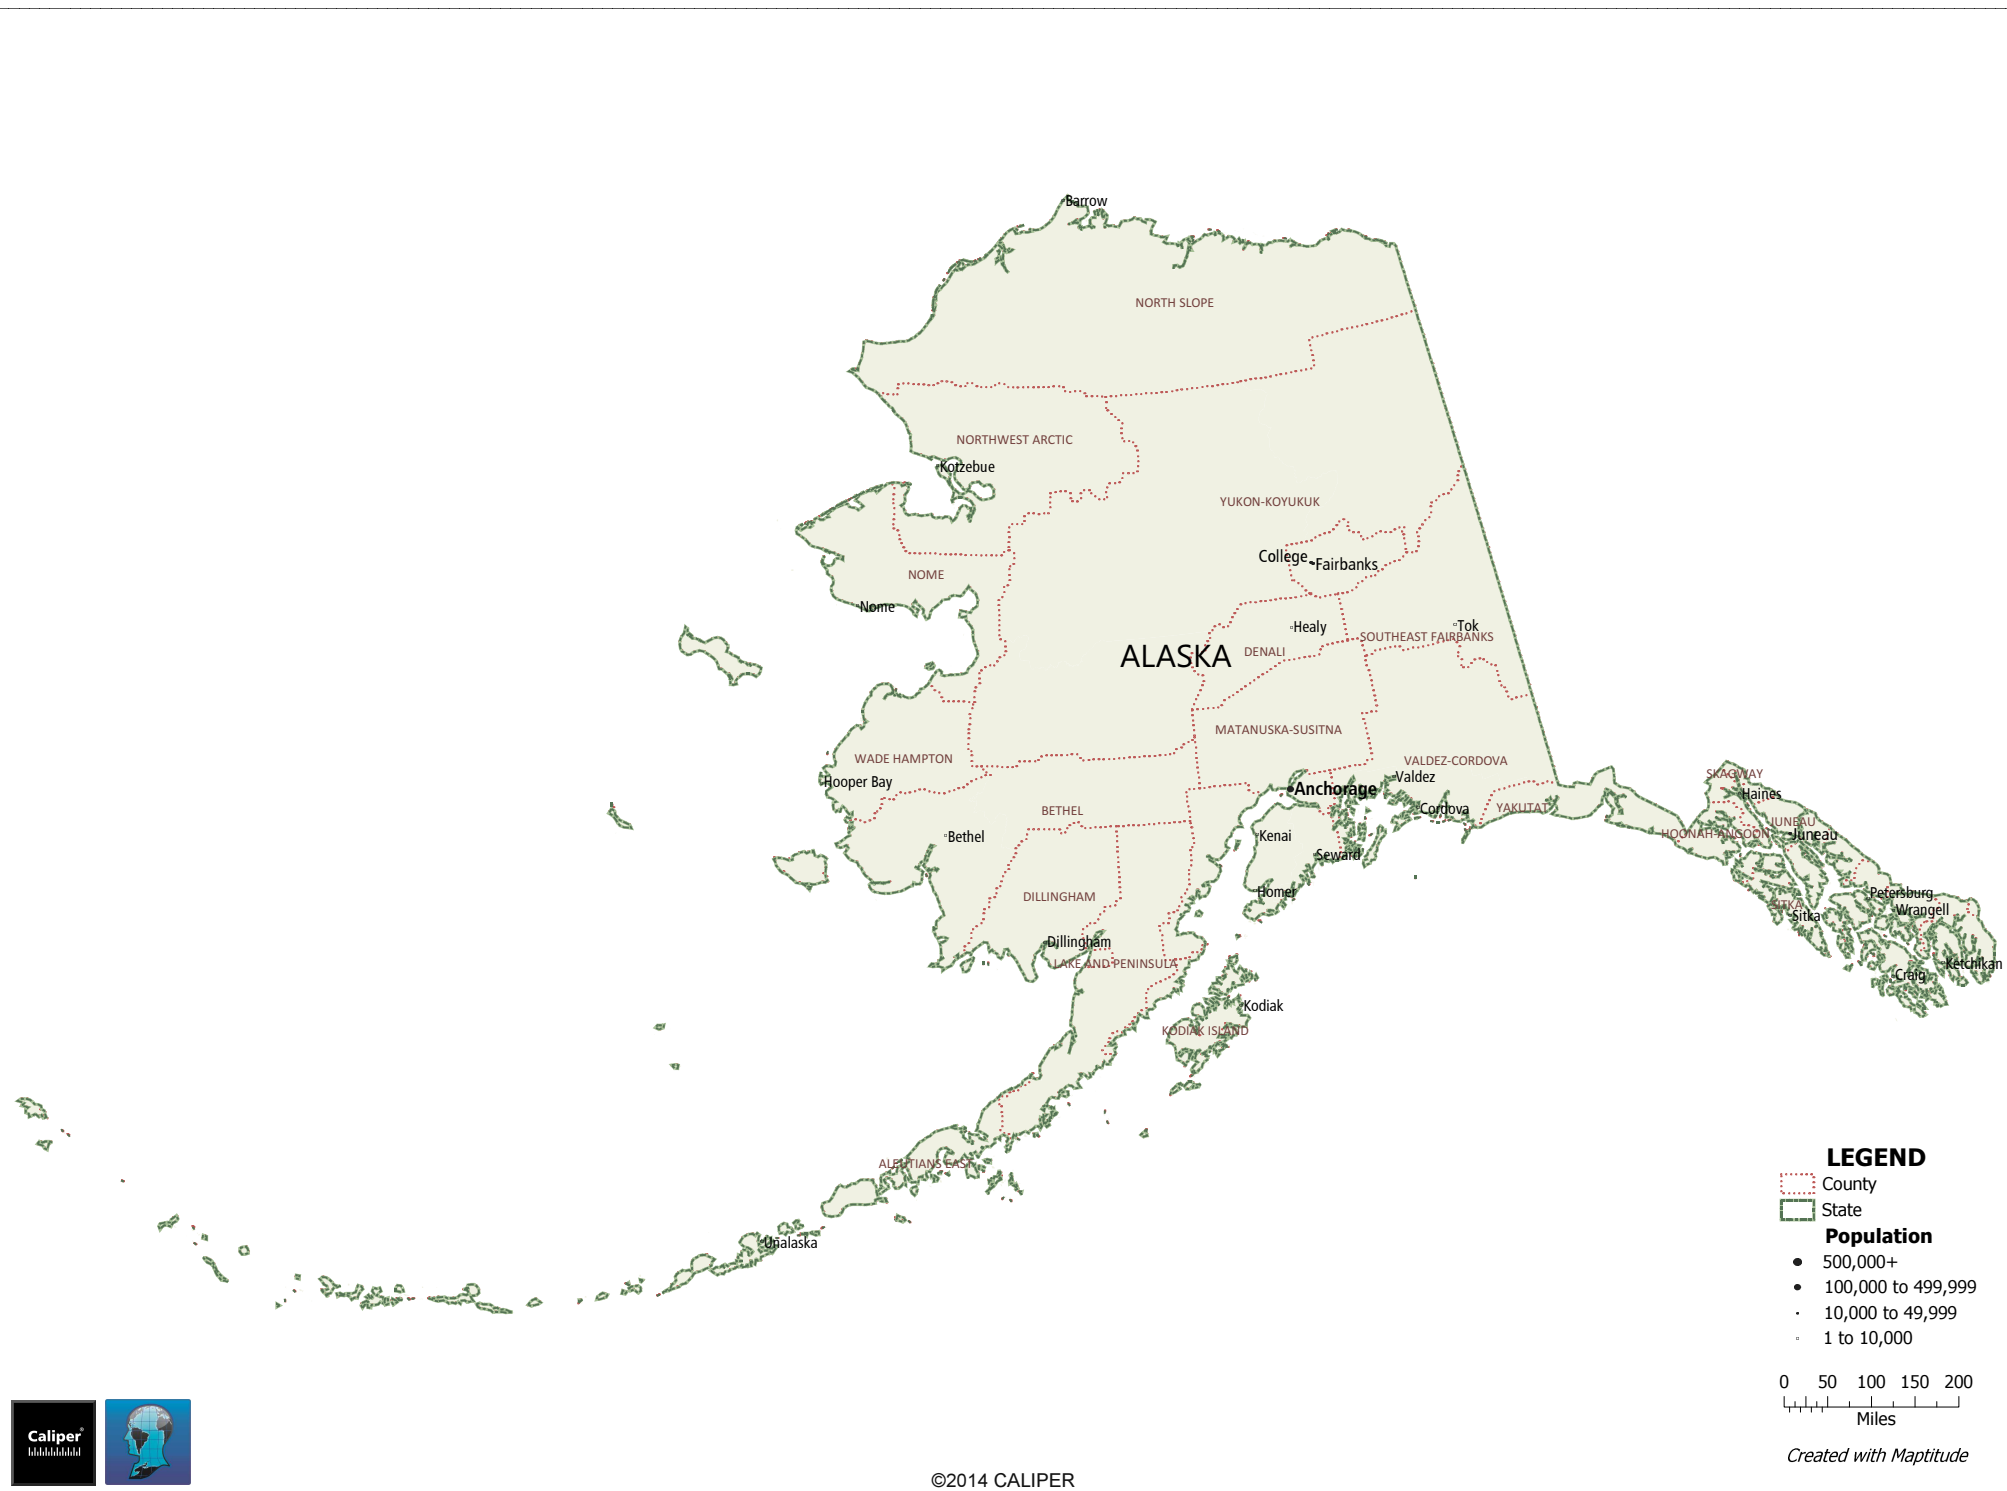 Barrow
NORTH SLOPE
NORTHWEST ARCTIC
Kotzebue
YUKON-KOYUKUK
College
Fairbanks
NOME
Nome
Healy
Tok
SOUTHEAST FAIRBANKS
ALASKA
DENALI
MATANUSKA-SUSITNA
WADE HAMPTON
VALDEZ-CORDOVA
Hooper Bay
Valdez
Anchorage
SKAGWAY
Haines
BETHEL
Cordova
YAKUTAT
JUNEAU
HOONAH-ANGOON
Juneau
Bethel
Kenai
Seward
DILLINGHAM
Homer
Petersburg
SITKA
Wrangell
Sitka
Dillingham
LAKE AND PENINSULA
Ketchikan
Craig
Kodiak
KODIAK ISLAND
ALEUTIANS EAST
Unalaska
LEGEND
County
State
Population
500,000+
100,000 to 499,999
10,000 to 49,999
1 to 10,000
0 50 100 150 200
Miles
Created with Maptitude
Caliper®
©2014 CALIPER